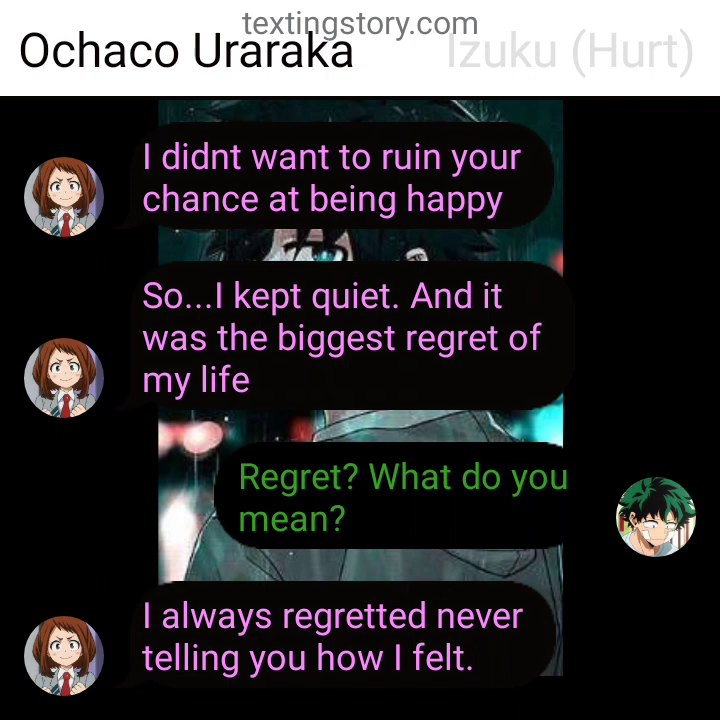 textingstory.com
Ochaco Uraraka Izuku (Hurt)
I didnt want to ruin your
chance at being happy
So...I kept quiet. And it
was the biggest regret of
my life
Regret? What do you
mean?
I always regretted never
telling you how I felt.